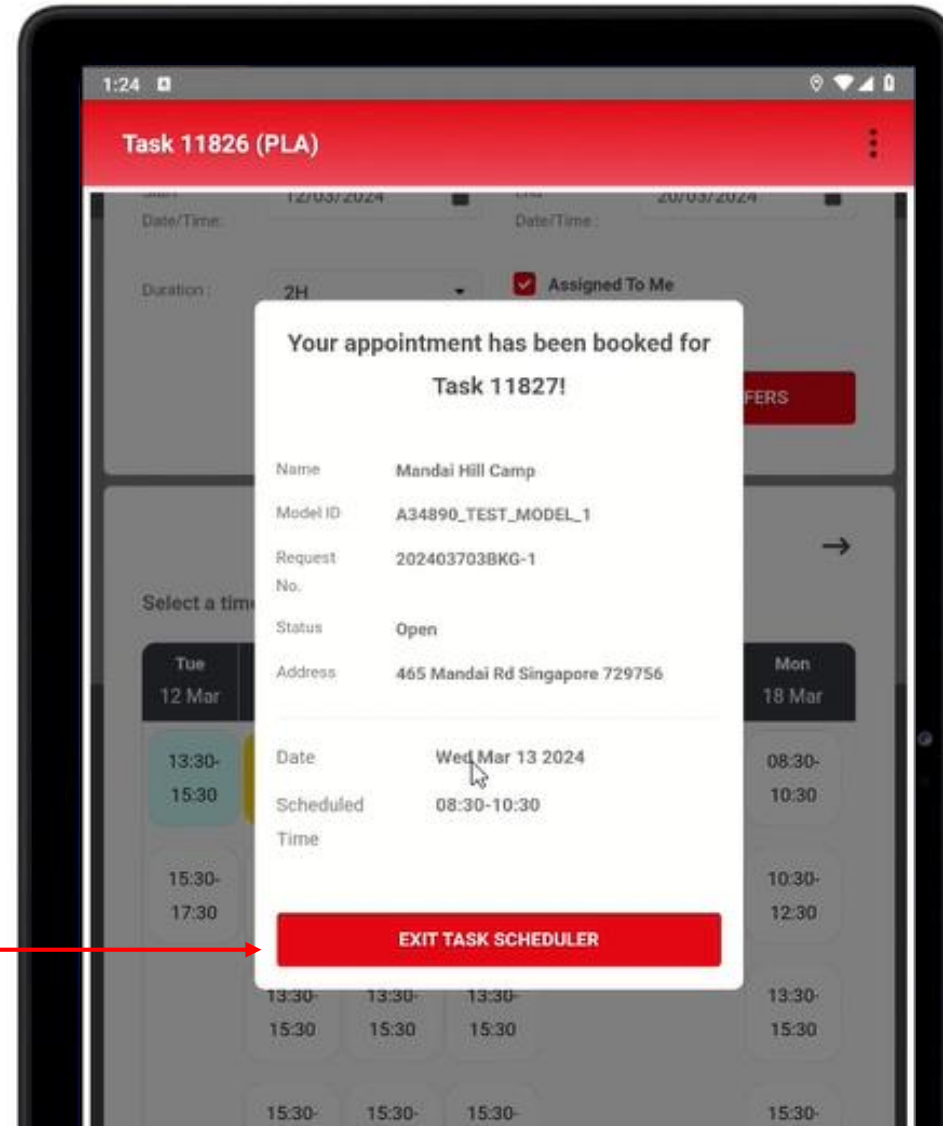 1:24
Task 11826 (PLA)
12/03/2024 20/03/2024
Date/Time: Date/Time:
Duration: 2H Assigned To Me
Your appointment has been booked for
Task 11827!
FERS
Name Mandai Hill Camp
Model ID A34890_TEST_MODEL_1
Request 202403703BKG-1
No.
Select a tim
Status Open
Address 465 Mandai Rd Singapore 729756
Tue Mon
12 Mar 18 Mar
Date Wed Mar 13 2024
13:30- 08:30-
15:30 10:30
Scheduled 08:30-10:30
Time
15:30- 10:30-
17:30 12:30
EXIT TASK SCHEDULER
13:30- 13:30- 13:30- 13:30-
15:30 15:30 15:30 15:30
15:30- 15:30- 15:30- 15:30-